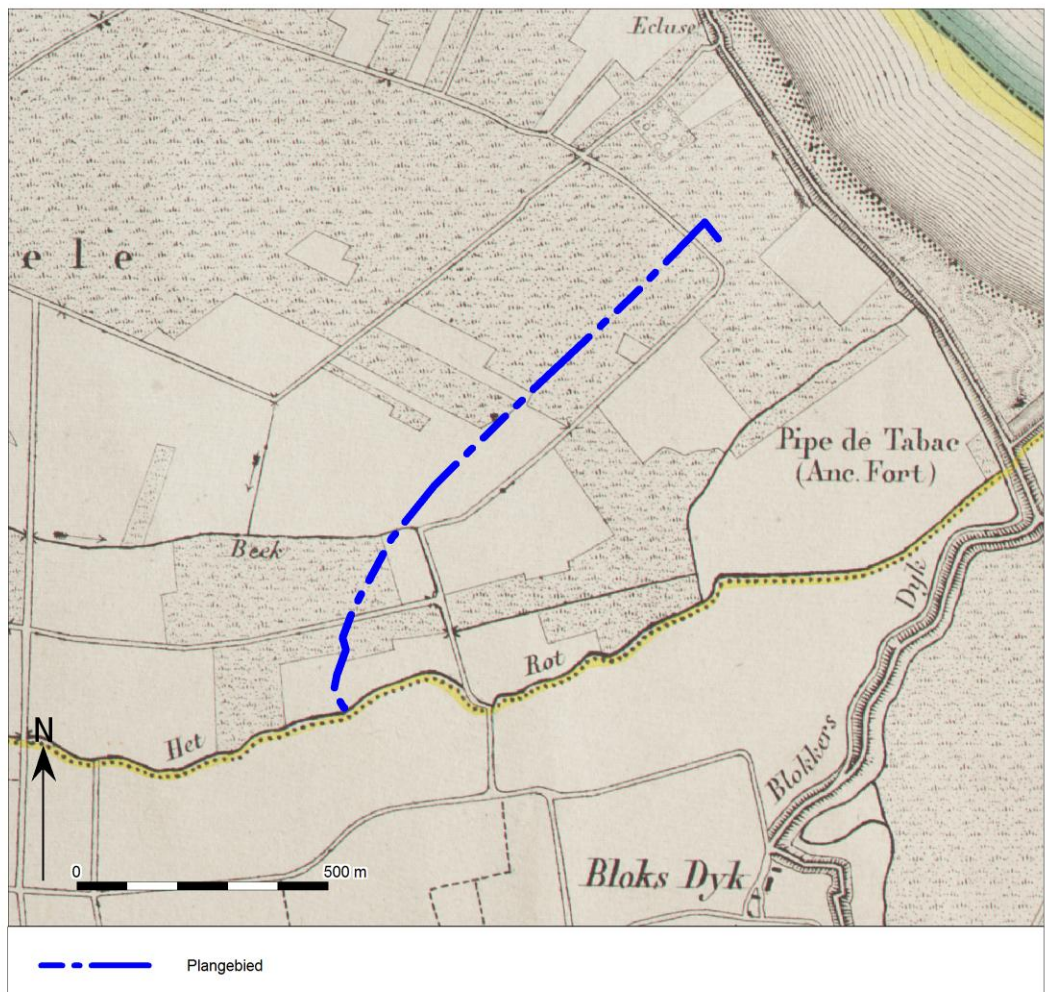 Ecluse
e l e
Pipe de Tabac
(Anc. Fort)
Beek
Dyk
Rot
Het
Blokkers
N
0 500 m
Bloks Dyk
Plangebied